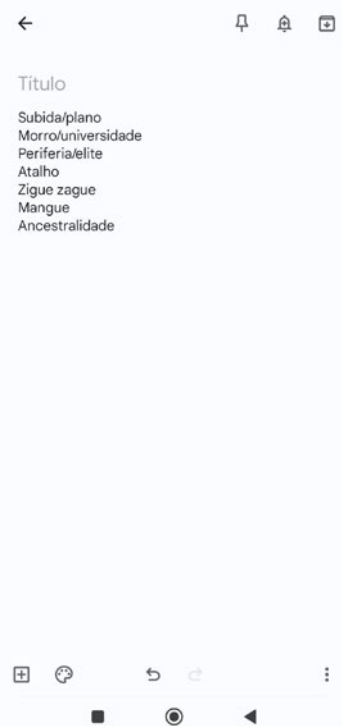 Título
Subida/plano
Morro/universidade
Periferia/elite
Atalho
Zigue zague
Mangue
Ancestralidade